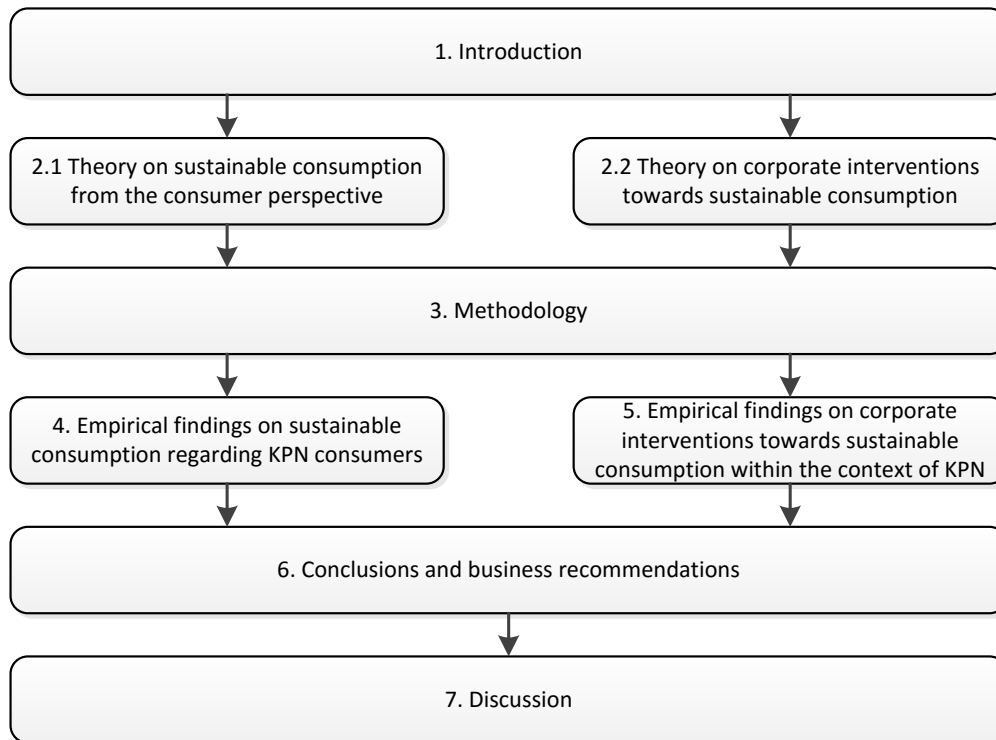 1. Introduction
2.1 Theory on sustainable consumption
from the consumer perspective
2.2 Theory on corporate interventions
towards sustainable consumption
3. Methodology
4. Empirical findings on sustainable
consumption regarding KPN consumers
5. Empirical findings on corporate
interventions towards sustainable
consumption within the context of KPN
6. Conclusions and business recommendations
7. Discussion